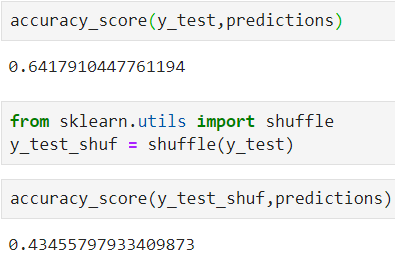 accuracy_score(y_test,predictions)
0.6417910447761194
from sklearn.utils import shuffle
y_test_shuf = shuffle(y_test)
accuracy_score(y_test_shuf,predictions)
0.43455797933409873